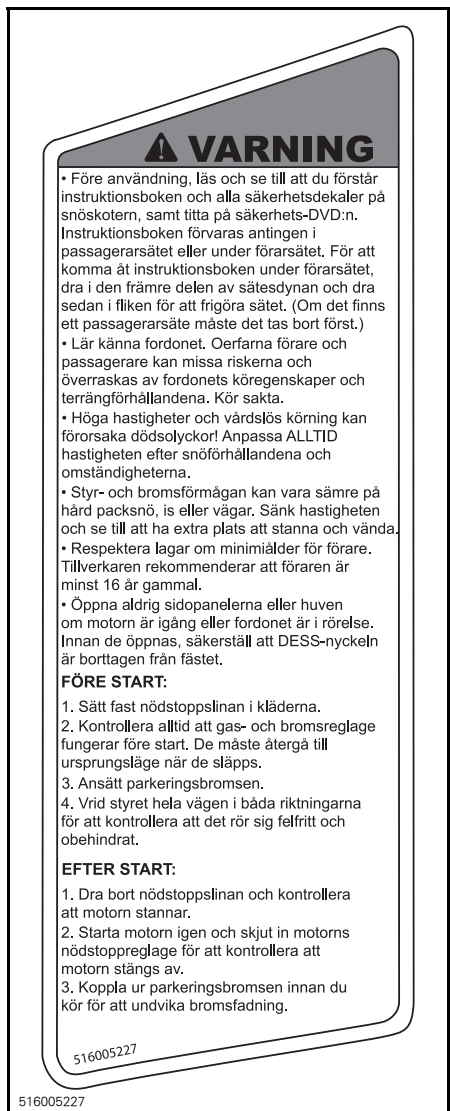 VARNING
• Före användning, läs och se till att du förstår
instruktionsboken och alla säkerhetsdekaler på
snöskotern, samt titta på säkerhets-DVD:n.
Instruktionsboken förvaras antingen i
passagerarsätet eller under förarsätet. För att
komma åt instruktionsboken under förarsätet,
dra i den främre delen av sätesdynan och dra
sedan i fliken för att frigöra sätet. (Om det finns
ett passagerarsäte måste det tas bort först.)
• Lär känna fordonet. Oerfarna förare och
passagerare kan missa riskerna och
överraskas av fordonets köregenskaper och
terrängförhållandena. Kör sakta.
• Höga hastigheter och vårdslös körning kan
förorsaka dödsolyckor! Anpassa ALLTID
hastigheten efter snöförhållandena och
omständigheterna.
• Styr- och bromsförmågan kan vara sämre på
hård packsnö, is eller vägar. Sänk hastigheten
och se till att ha extra plats att stanna och vända.
• Respektera lagar om minimiålder för förare.
Tillverkaren rekommenderar att föraren är
minst 16 år gammal.
• Öppna aldrig sidopanelerna eller huven
om motorn är igång eller fordonet är i rörelse.
Innan de öppnas, säkerställ att DESS-nyckeln
är borttagen från fästet.
FÖRE START:
1. Sätt fast nödstoppslinan i kläderna.
2. Kontrollera alltid att gas- och bromsreglage
fungerar före start. De måste återgå till
ursprungsläge när de släpps.
3. Ansätt parkeringsbromsen.
4. Vrid styret hela vägen i båda riktningarna
för att kontrollera att det rör sig felfritt och
obehindrat.
EFTER START:
1. Dra bort nödstoppslinan och kontrollera
att motorn stannar.
2. Starta motorn igen och skjut in motorns
nödstoppreglage för att kontrollera att
motorn stängs av.
3. Koppla ur parkeringsbromsen innan du
kör för att undvika bromsfadning.
516005227
516005227